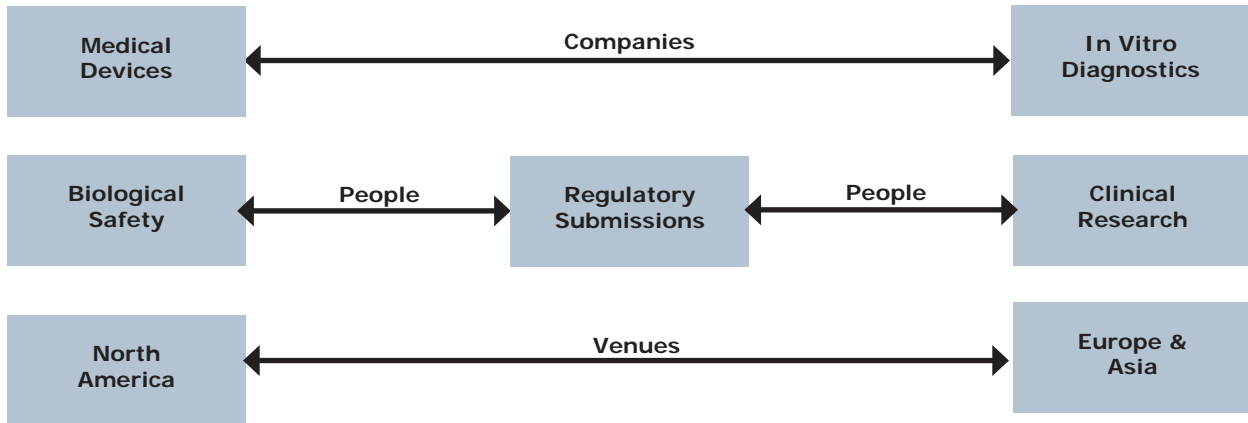 Medical
Devices
Companies
In Vitro
Diagnostics
Biological
Safety
People
Regulatory
Submissions
People
Clinical
Research
North
America
Venues
Europe &
Asia